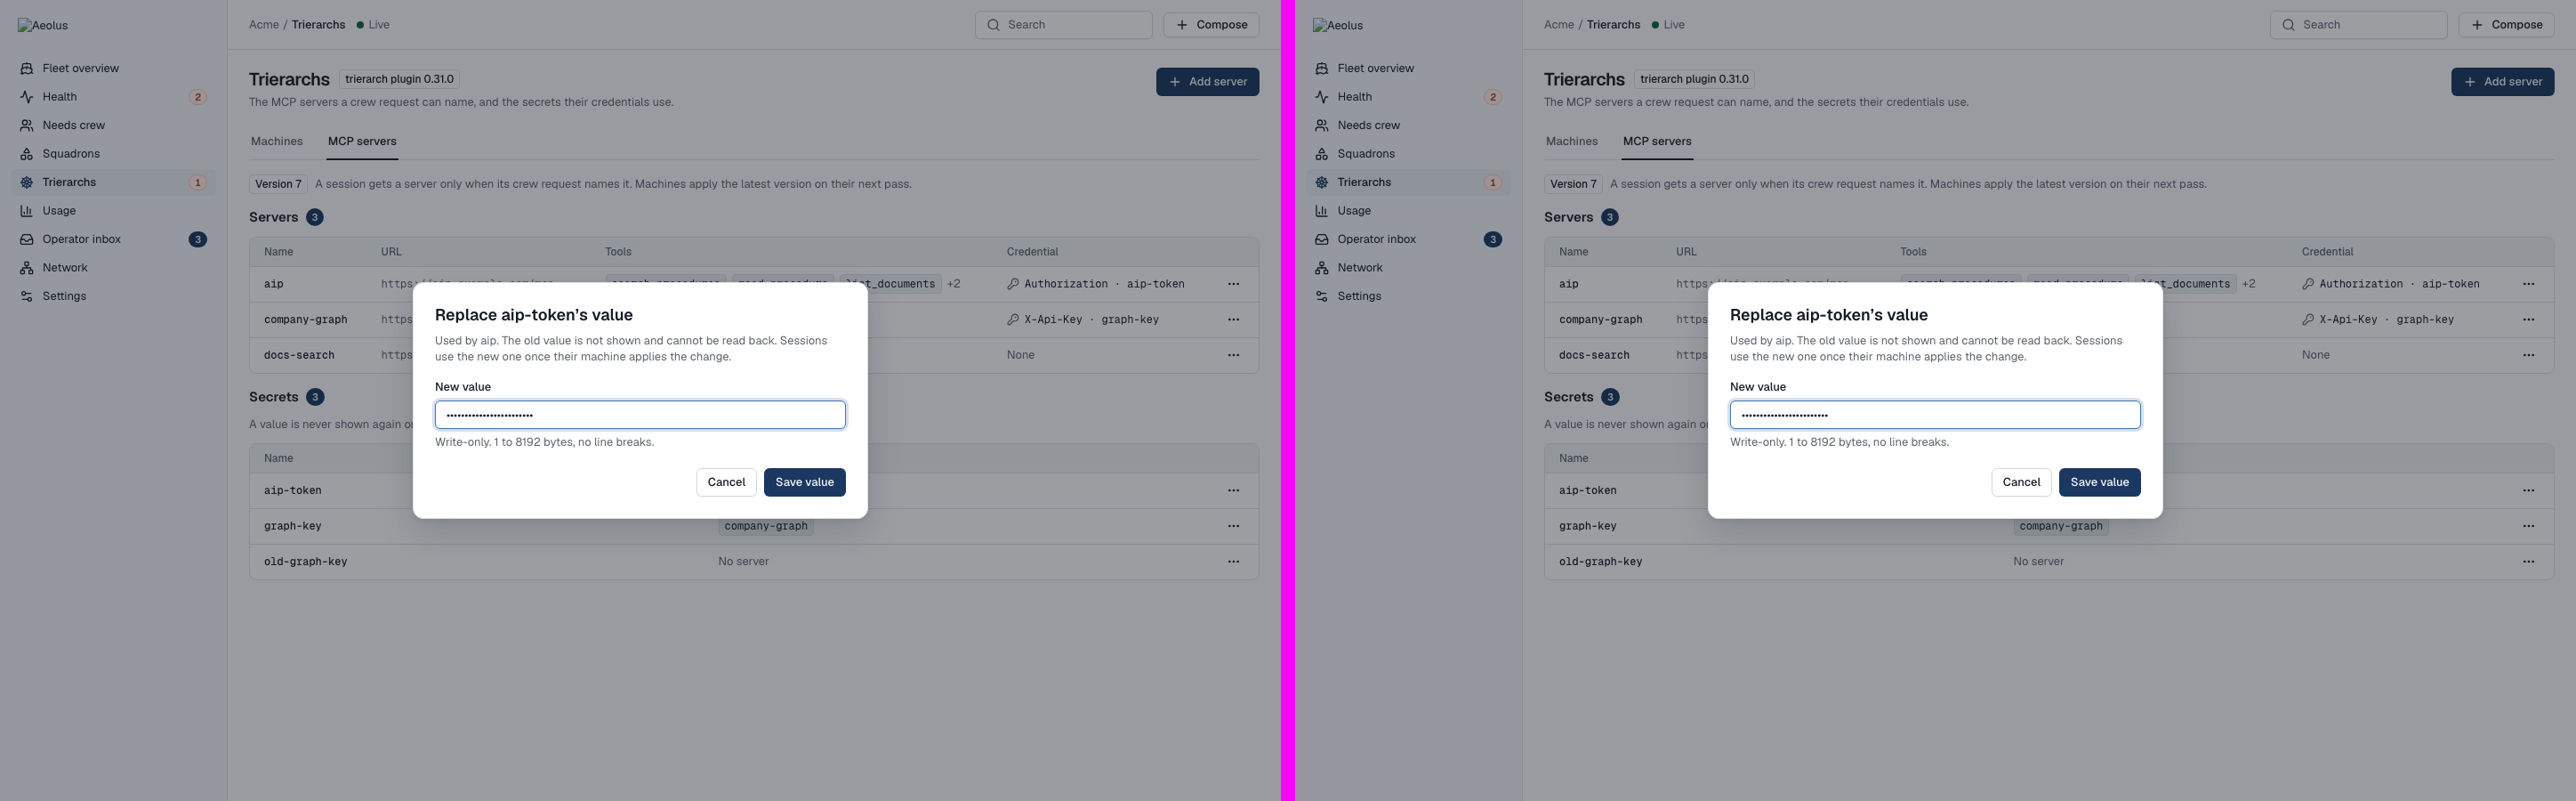 Aeolus
Fleet overview
Health 2
Needs crew
Squadrons
Trierarchs 1
Usage
Operator inbox 3
Network
Settings
Acme / Trierarchs Live
Search
Compose
Trierarchs trierarch plugin 0.31.0
Add server
The MCP servers a crew request can name, and the secrets their credentials use.
Machines MCP servers
Version 7 A session gets a server only when its crew request names it. Machines apply the latest version on their next pass.
Servers 3
Name URL Tools Credential
aip list_documents +2 Authorization · aip-token
company-graph https X-Api-Key · graph-key
docs-search https None
Secrets 3
A value is never shown again
Name
aip-token
graph-key company-graph
old-graph-key No server
Replace aip-token’s value
Used by aip. The old value is not shown and cannot be read back. Sessions
use the new one once their machine applies the change.
New value
••••••••••••••••••••••••
Write-only. 1 to 8192 bytes, no line breaks.
Cancel Save value
Aeolus
Fleet overview
Health 2
Needs crew
Squadrons
Trierarchs 1
Usage
Operator inbox 3
Network
Settings
Acme / Trierarchs Live
Search
Compose
Trierarchs trierarch plugin 0.31.0
Add server
The MCP servers a crew request can name, and the secrets their credentials use.
Machines MCP servers
Version 7 A session gets a server only when its crew request names it. Machines apply the latest version on their next pass.
Servers 3
Name URL Tools Credential
aip list_documents +2 Authorization · aip-token
company-graph https X-Api-Key · graph-key
docs-search https None
Secrets 3
A value is never shown again
Name
aip-token
graph-key company-graph
old-graph-key No server
Replace aip-token’s value
Used by aip. The old value is not shown and cannot be read back. Sessions
use the new one once their machine applies the change.
New value
••••••••••••••••••••••••
Write-only. 1 to 8192 bytes, no line breaks.
Cancel Save value